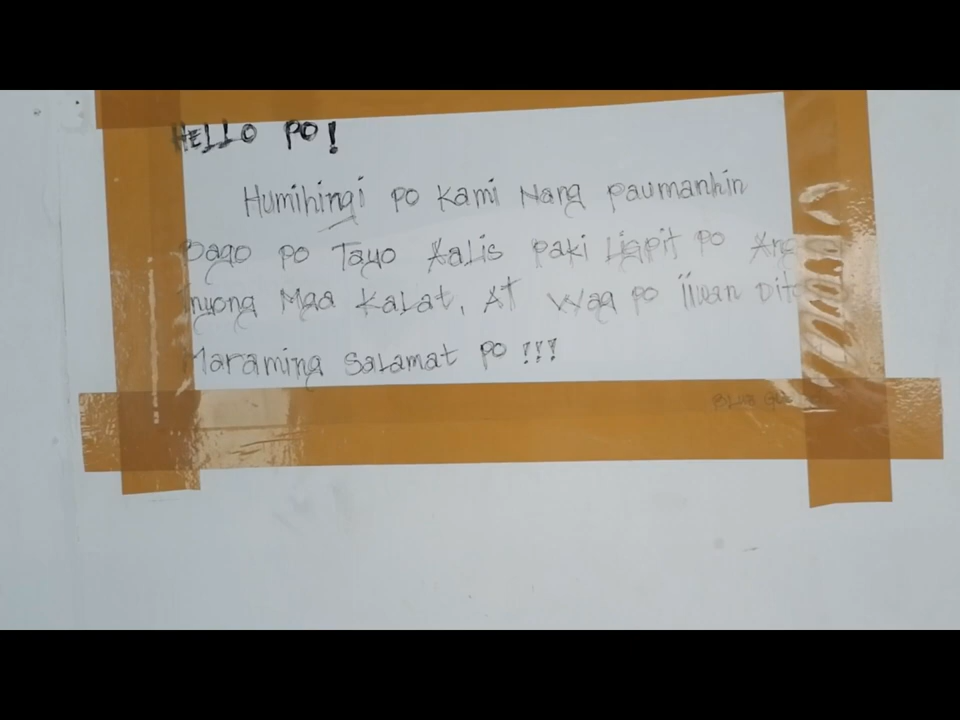 HELLO PO!
Humihingi po kami Nang paumanhin
Bago po Tayo Aalis paki Ligpit po Ang
Inyong Mga Kalat, At Wag po iiwan Dito
Maraming Salamat po !!!